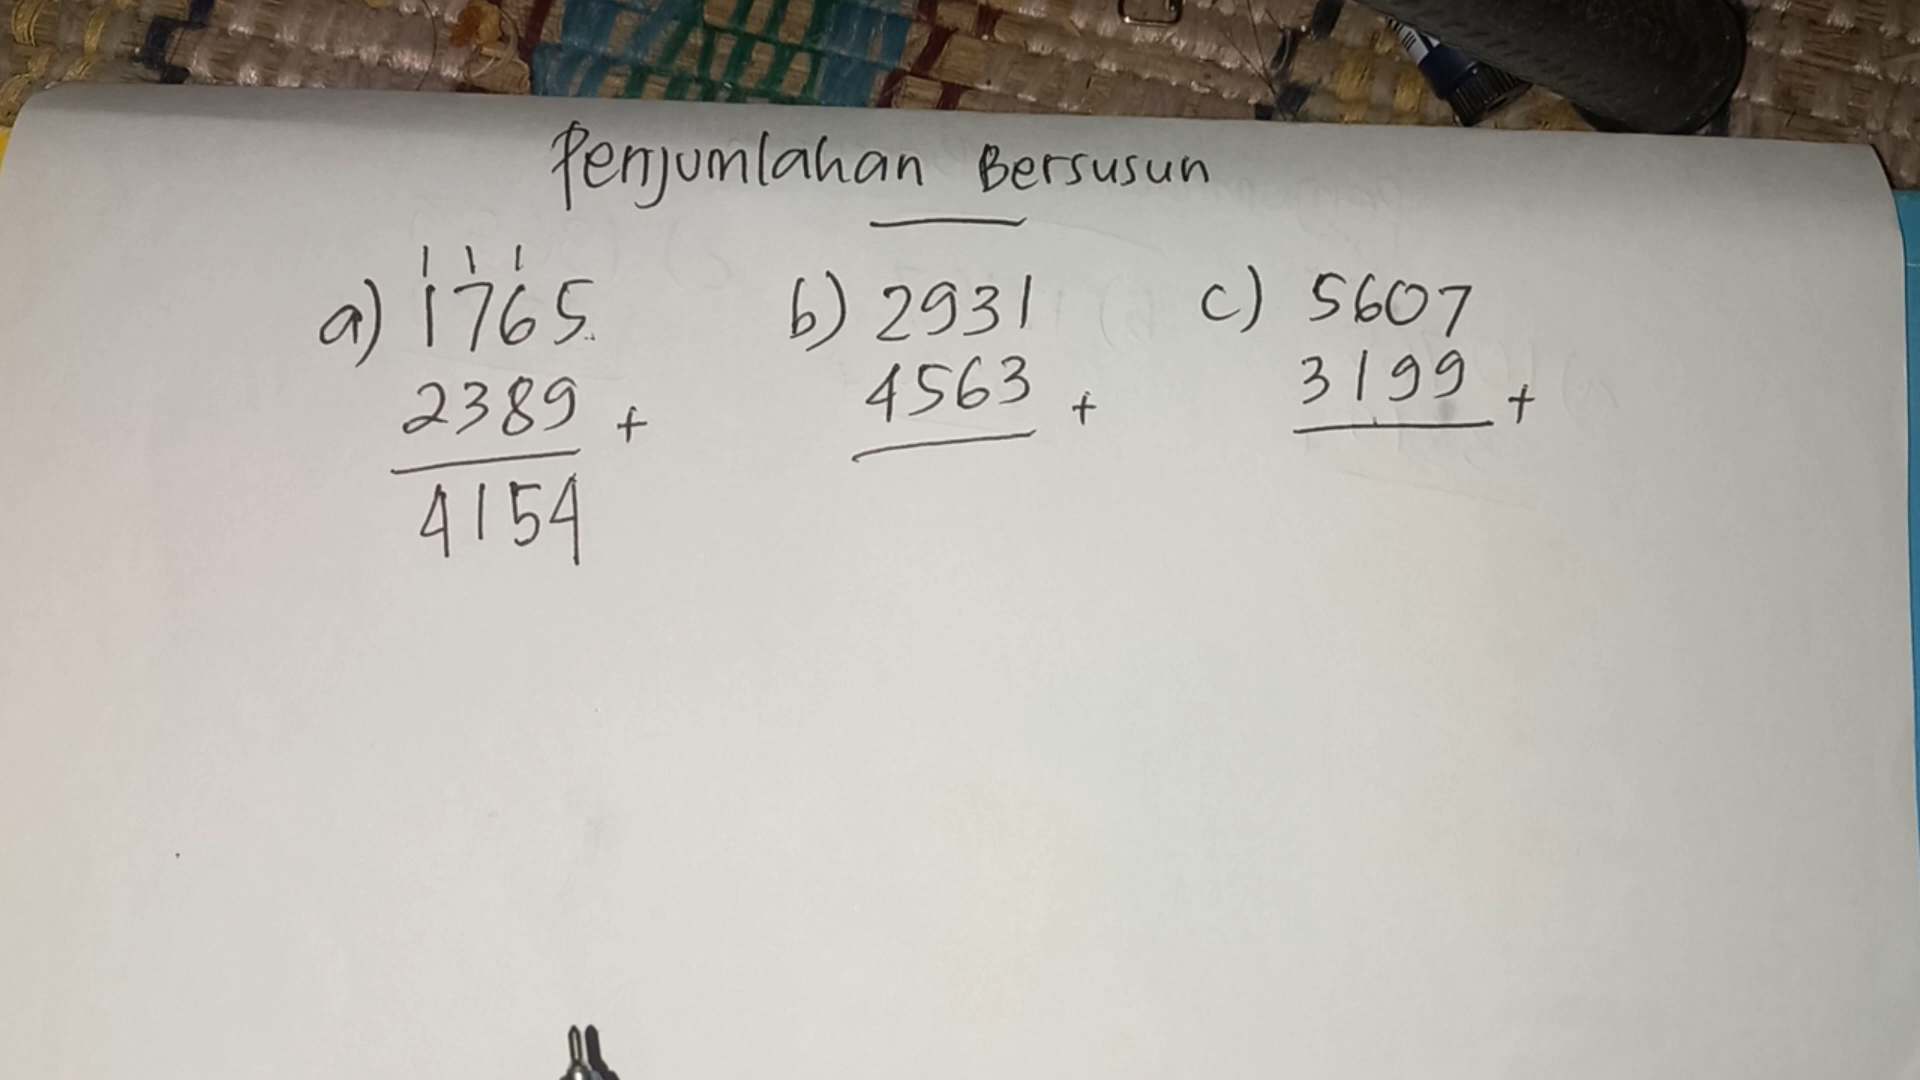 Penjumlahan Bersusun
1 1 1
a) 1765
2389 +
4154
b) 2931
4563 +
c) 5607
3199 +